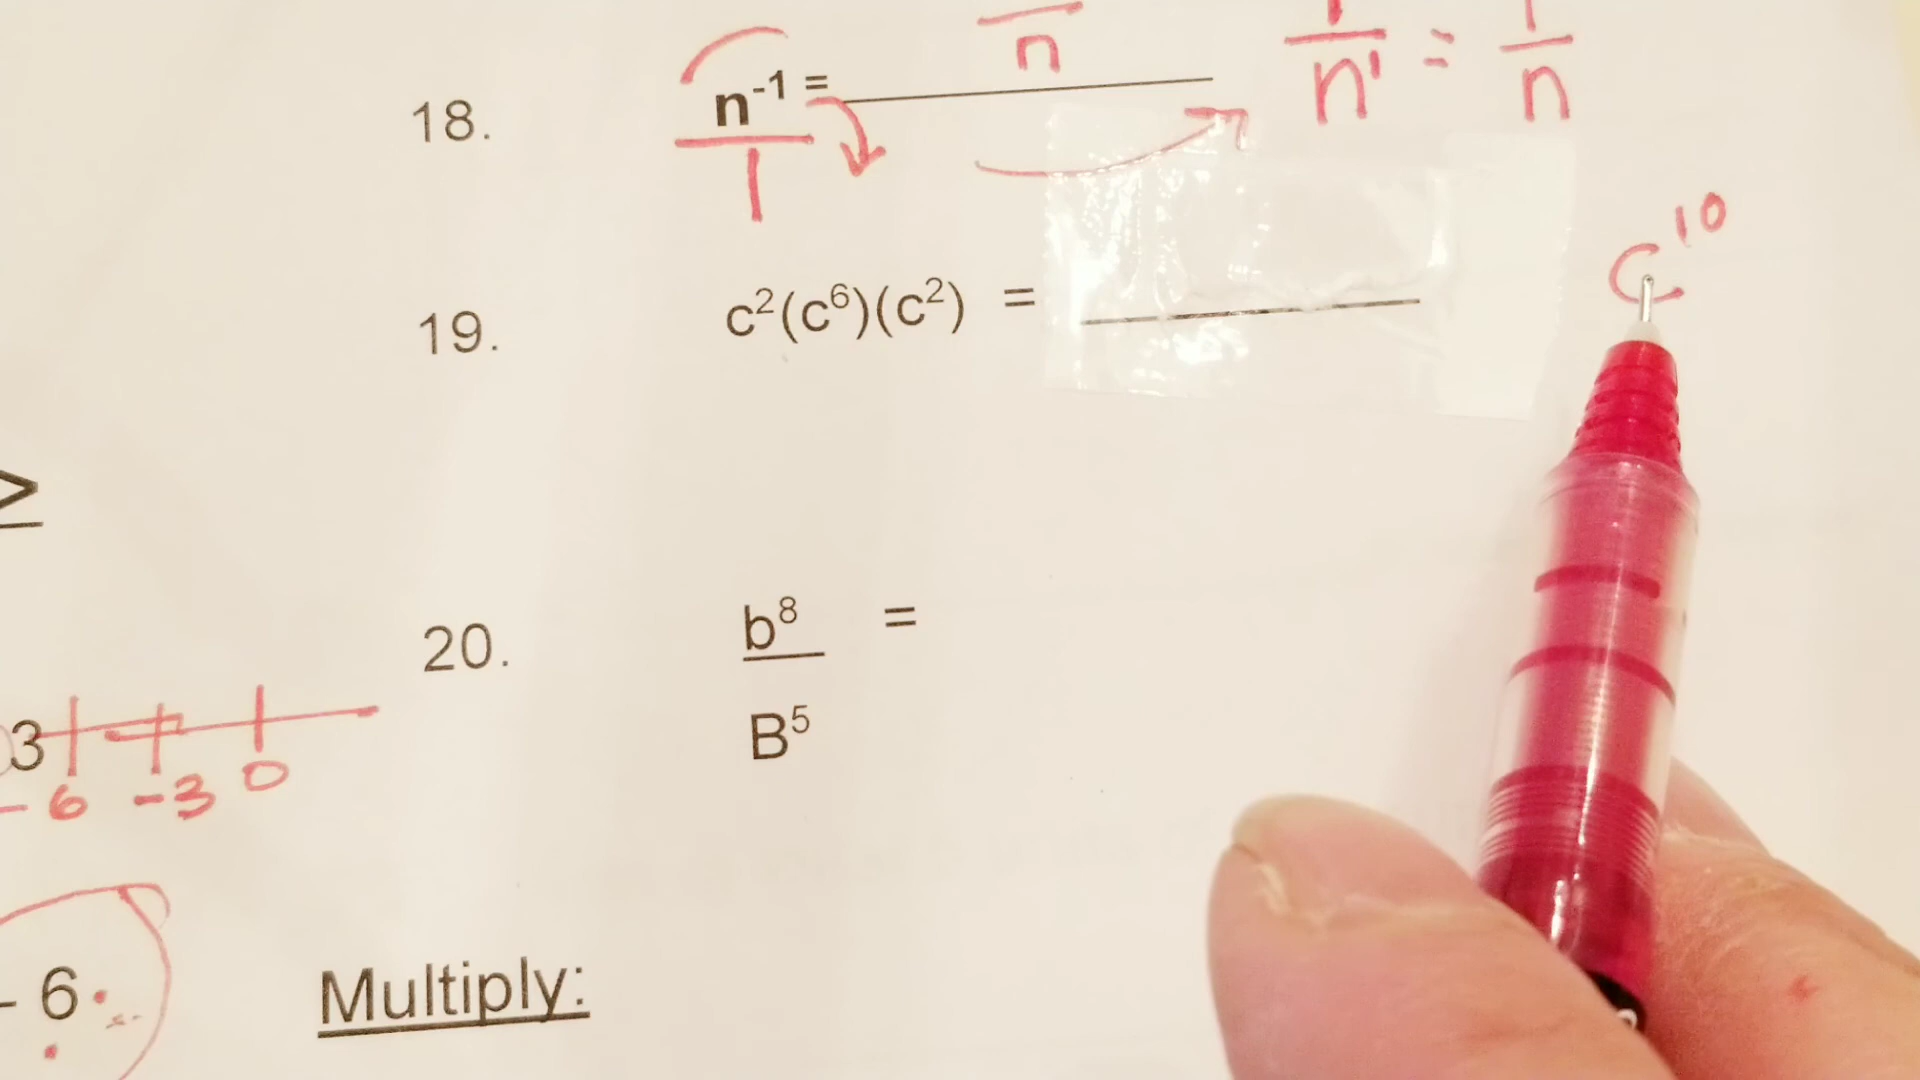 n
1/n¹ = 1/n
18. n⁻¹ =
1
c¹⁰
19. c²(c⁶)(c²) =
≥
20. b⁸ =
B⁵
3
-6 -3 0
- 6
Multiply: